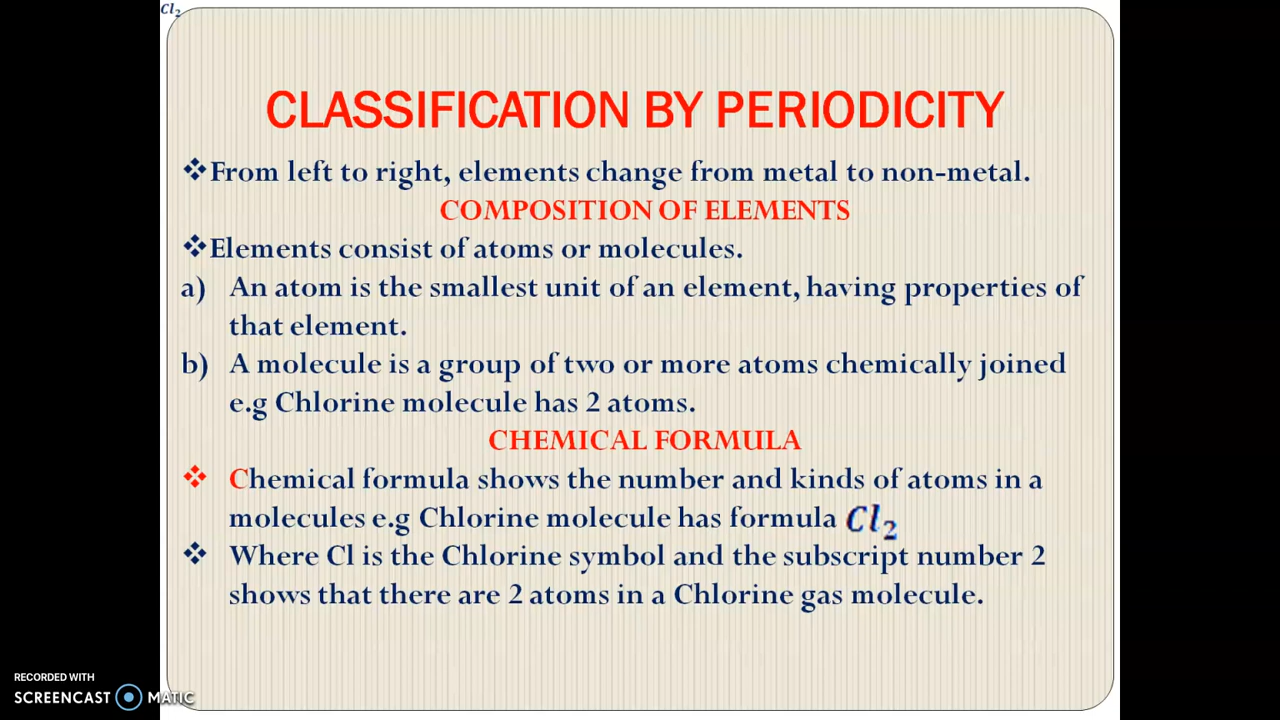 Cl₂
CLASSIFICATION BY PERIODICITY
❖From left to right, elements change from metal to non-metal.
COMPOSITION OF ELEMENTS
❖Elements consist of atoms or molecules.
a) An atom is the smallest unit of an element, having properties of
that element.
b) A molecule is a group of two or more atoms chemically joined
e.g Chlorine molecule has 2 atoms.
CHEMICAL FORMULA
❖ Chemical formula shows the number and kinds of atoms in a
molecules e.g Chlorine molecule has formula Cl₂
❖ Where Cl is the Chlorine symbol and the subscript number 2
shows that there are 2 atoms in a Chlorine gas molecule.
RECORDED WITH
SCREENCAST MATIC